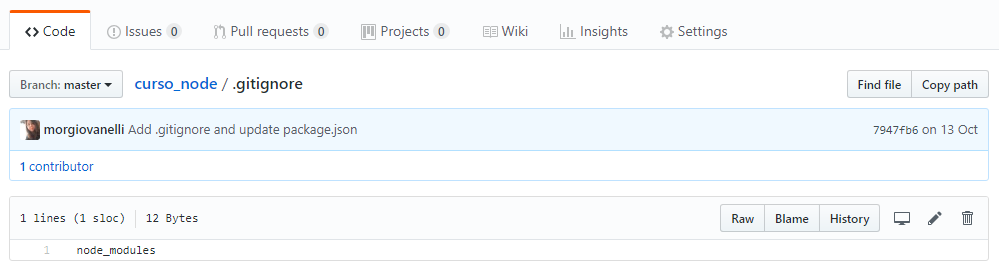 Code Issues 0 Pull requests 0 Projects 0 Wiki Insights Settings
Branch: master curso_node / .gitignore Find file Copy path
morgiovanelli Add .gitignore and update package.json 7947fb6 on 13 Oct
1 contributor
1 lines (1 sloc) 12 Bytes Raw Blame History
1 node_modules